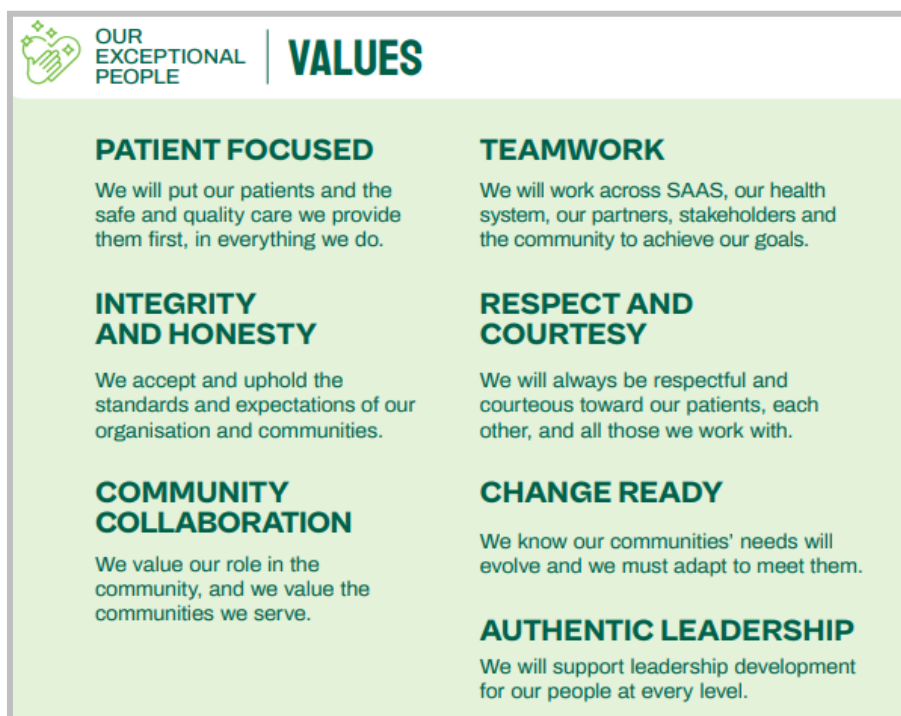 OUR
EXCEPTIONAL
PEOPLE
VALUES
PATIENT FOCUSED
We will put our patients and the
safe and quality care we provide
them first, in everything we do.
INTEGRITY
AND HONESTY
We accept and uphold the
standards and expectations of our
organisation and communities.
COMMUNITY
COLLABORATION
We value our role in the
community, and we value the
communities we serve.
TEAMWORK
We will work across SAAS, our health
system, our partners, stakeholders and
the community to achieve our goals.
RESPECT AND
COURTESY
We will always be respectful and
courteous toward our patients, each
other, and all those we work with.
CHANGE READY
We know our communities' needs will
evolve and we must adapt to meet them.
AUTHENTIC LEADERSHIP
We will support leadership development
for our people at every level.